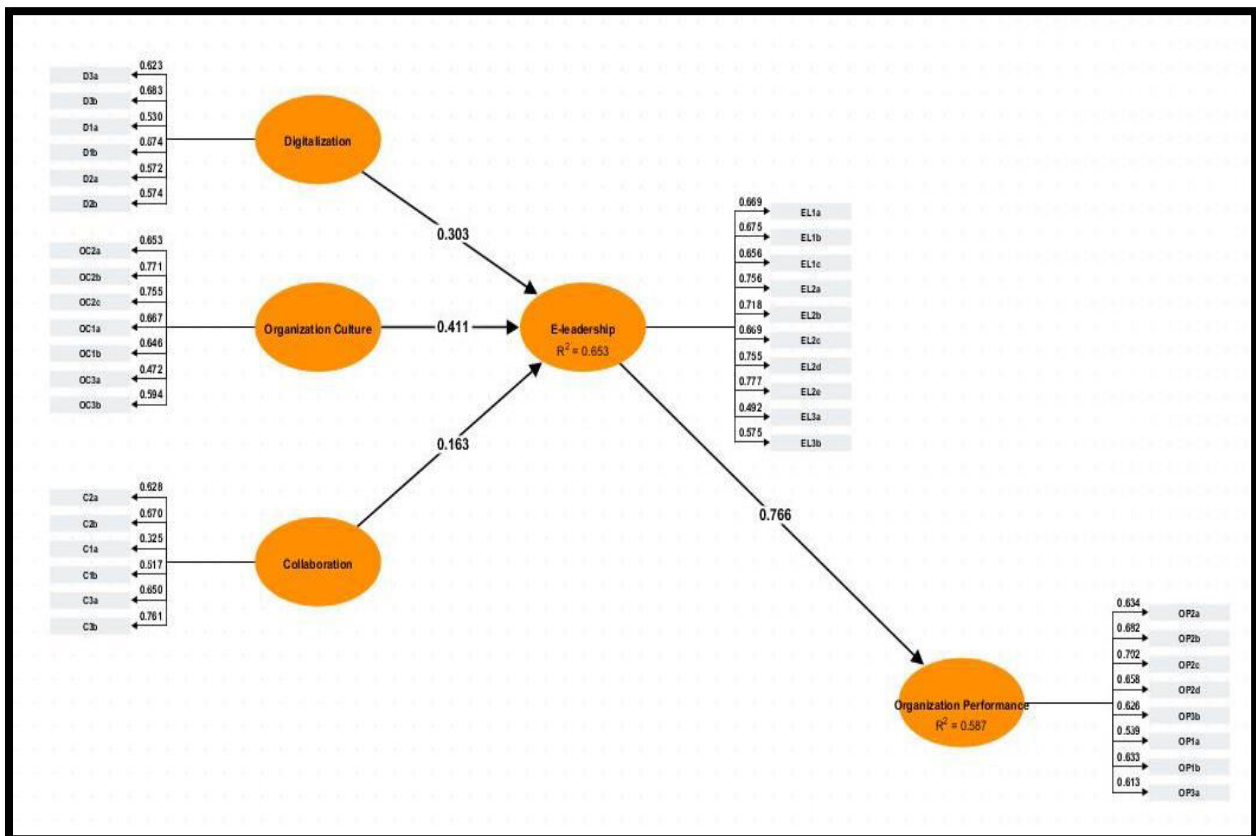 0.623
D3a
0.683
D3b
0.530
D1a
0.674
D1b
0.572
D2a
0.574
D2b
Digitalization
0.303
0.653
OC2a
0.771
OC2b
0.755
OC2c
0.667
OC1a
0.646
OC1b
0.472
OC3a
0.594
OC3b
Organization Culture
0.411
E-leadership
R² = 0.653
0.669
EL1a
0.675
EL1b
0.656
EL1c
0.756
EL2a
0.718
EL2b
0.669
EL2c
0.755
EL2d
0.777
EL2e
0.492
EL3a
0.575
EL3b
0.163
0.628
C2a
0.670
C2b
0.325
C1a
0.517
C1b
0.650
C3a
0.761
C3b
Collaboration
0.766
Organization Performance
R² = 0.587
0.634
OP2a
0.682
OP2b
0.702
OP2c
0.658
OP2d
0.626
OP3b
0.539
OP1a
0.633
OP1b
0.613
OP3a